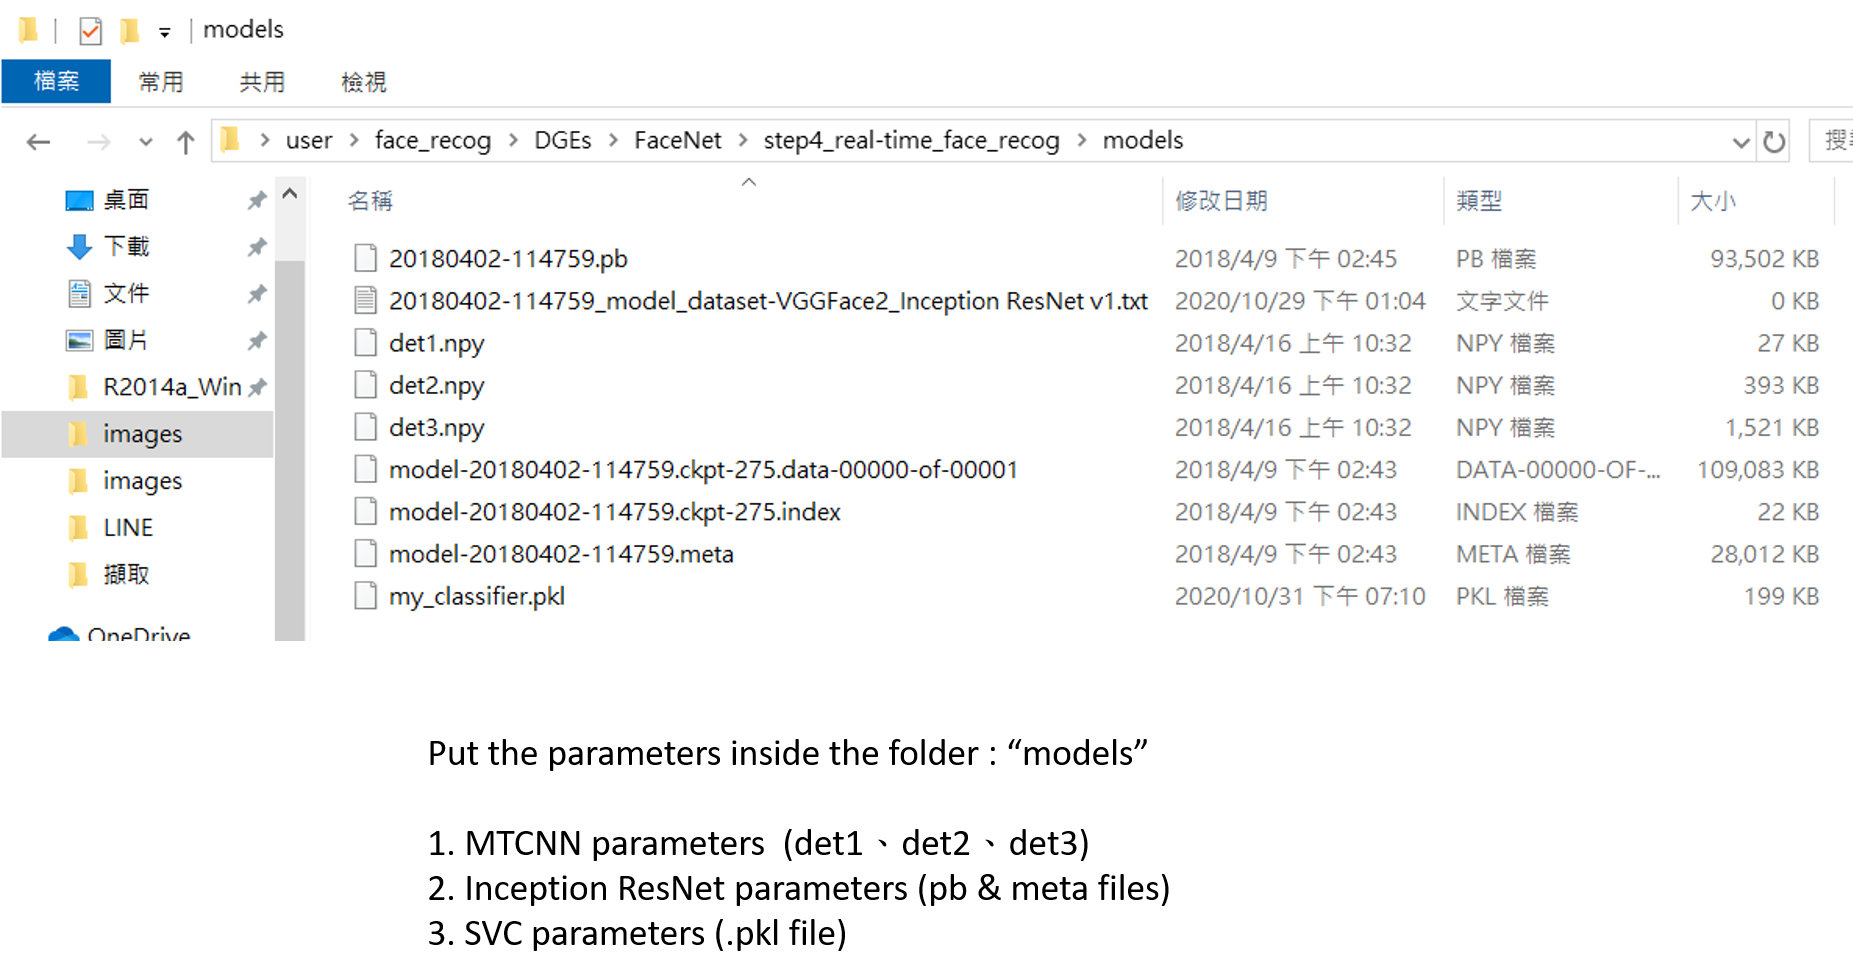 models
檔案 常用 共用 檢視
user > face_recog > DGEs > FaceNet > step4_real-time_face_recog > models
桌面
下載
文件
圖片
R2014a_Win
images
images
LINE
擷取
OneDrive
名稱 修改日期 類型 大小
20180402-114759.pb 2018/4/9 下午 02:45 PB 檔案 93,502 KB
20180402-114759_model_dataset-VGGFace2_Inception ResNet v1.txt 2020/10/29 下午 01:04 文字文件 0 KB
det1.npy 2018/4/16 上午 10:32 NPY 檔案 27 KB
det2.npy 2018/4/16 上午 10:32 NPY 檔案 393 KB
det3.npy 2018/4/16 上午 10:32 NPY 檔案 1,521 KB
model-20180402-114759.ckpt-275.data-00000-of-00001 2018/4/9 下午 02:43 DATA-00000-OF-... 109,083 KB
model-20180402-114759.ckpt-275.index 2018/4/9 下午 02:43 INDEX 檔案 22 KB
model-20180402-114759.meta 2018/4/9 下午 02:43 META 檔案 28,012 KB
my_classifier.pkl 2020/10/31 下午 07:10 PKL 檔案 199 KB
Put the parameters inside the folder : “models”
1. MTCNN parameters (det1、det2、det3)
2. Inception ResNet parameters (pb & meta files)
3. SVC parameters (.pkl file)